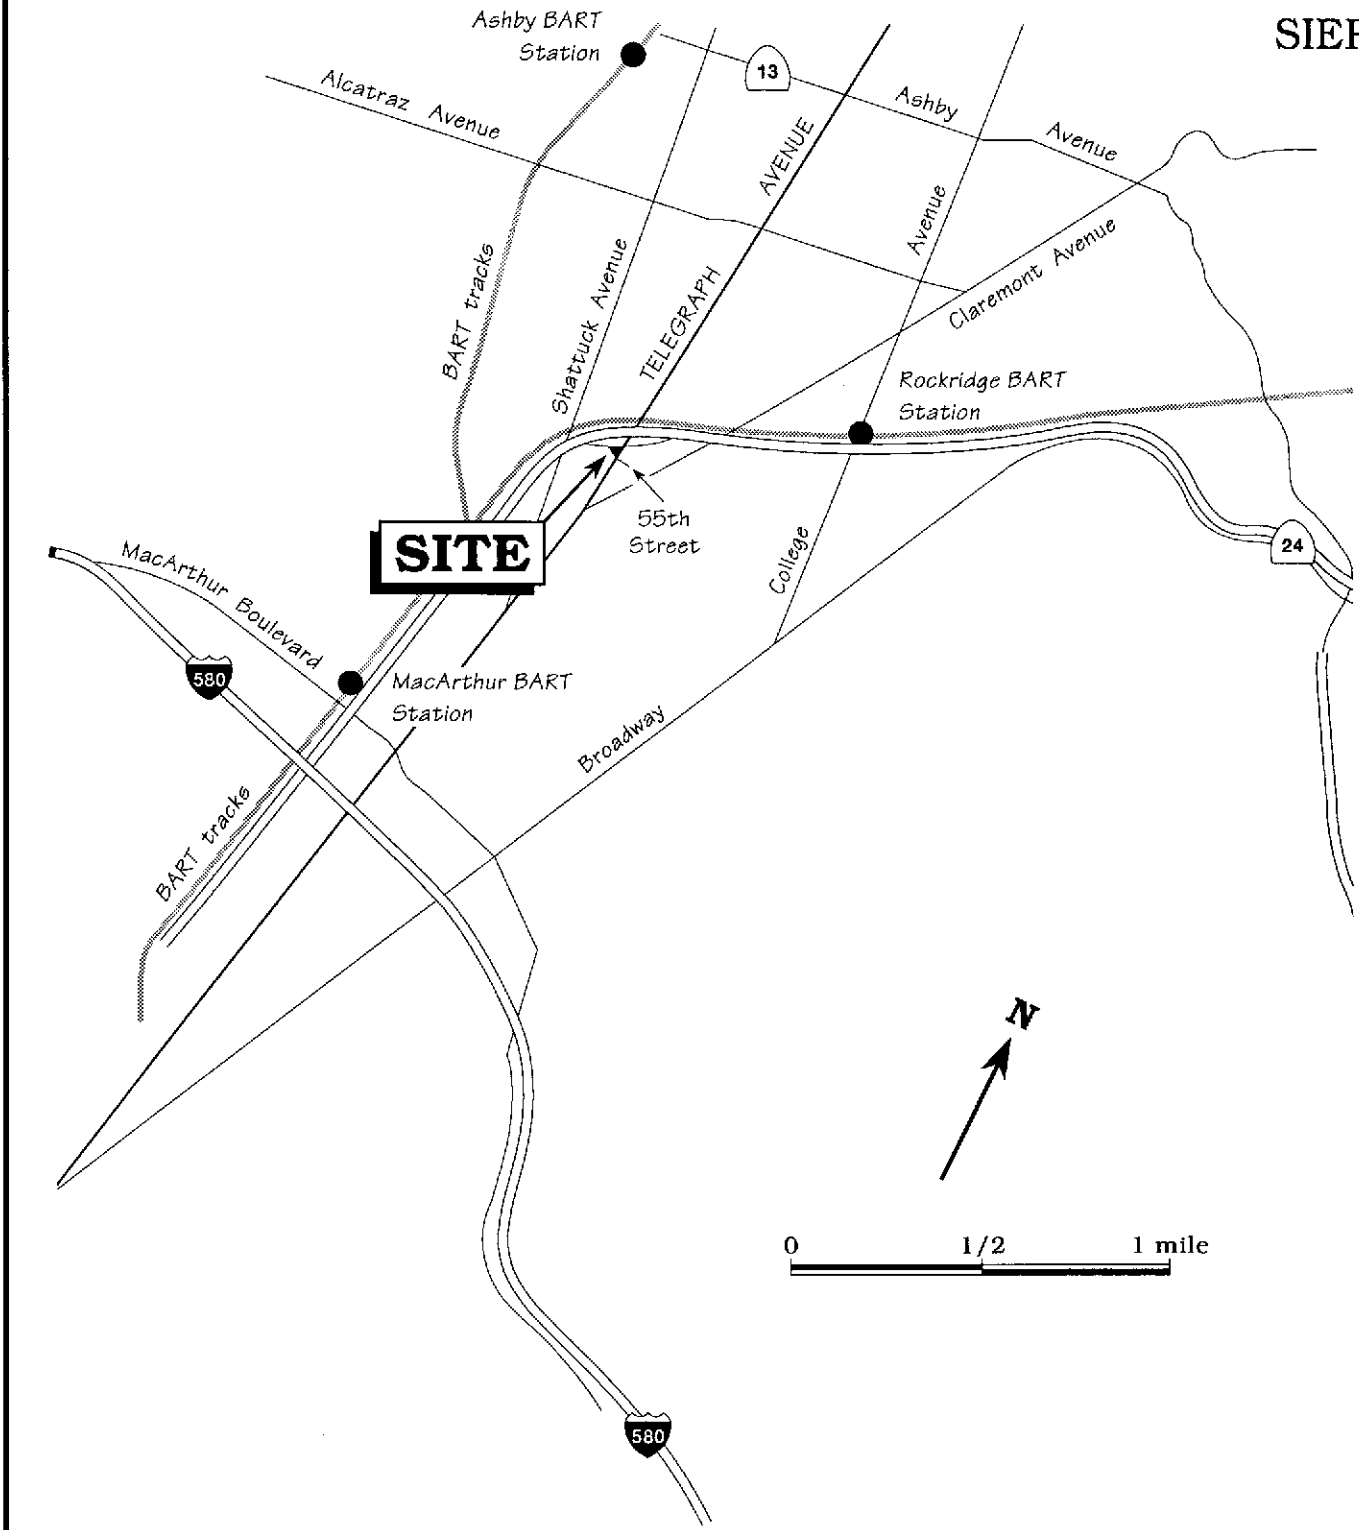 SIER
Ashby BART
Station
13
Ashby
Avenue
Alcatraz Avenue
AVENUE
TELEGRAPH
Avenue
Shattuck Avenue
BART tracks
Claremont Avenue
Rockridge BART
Station
55th
Street
SITE
College
24
MacArthur Boulevard
580
MacArthur BART
Station
Broadway
BART tracks
N
0 1/2 1 mile
580